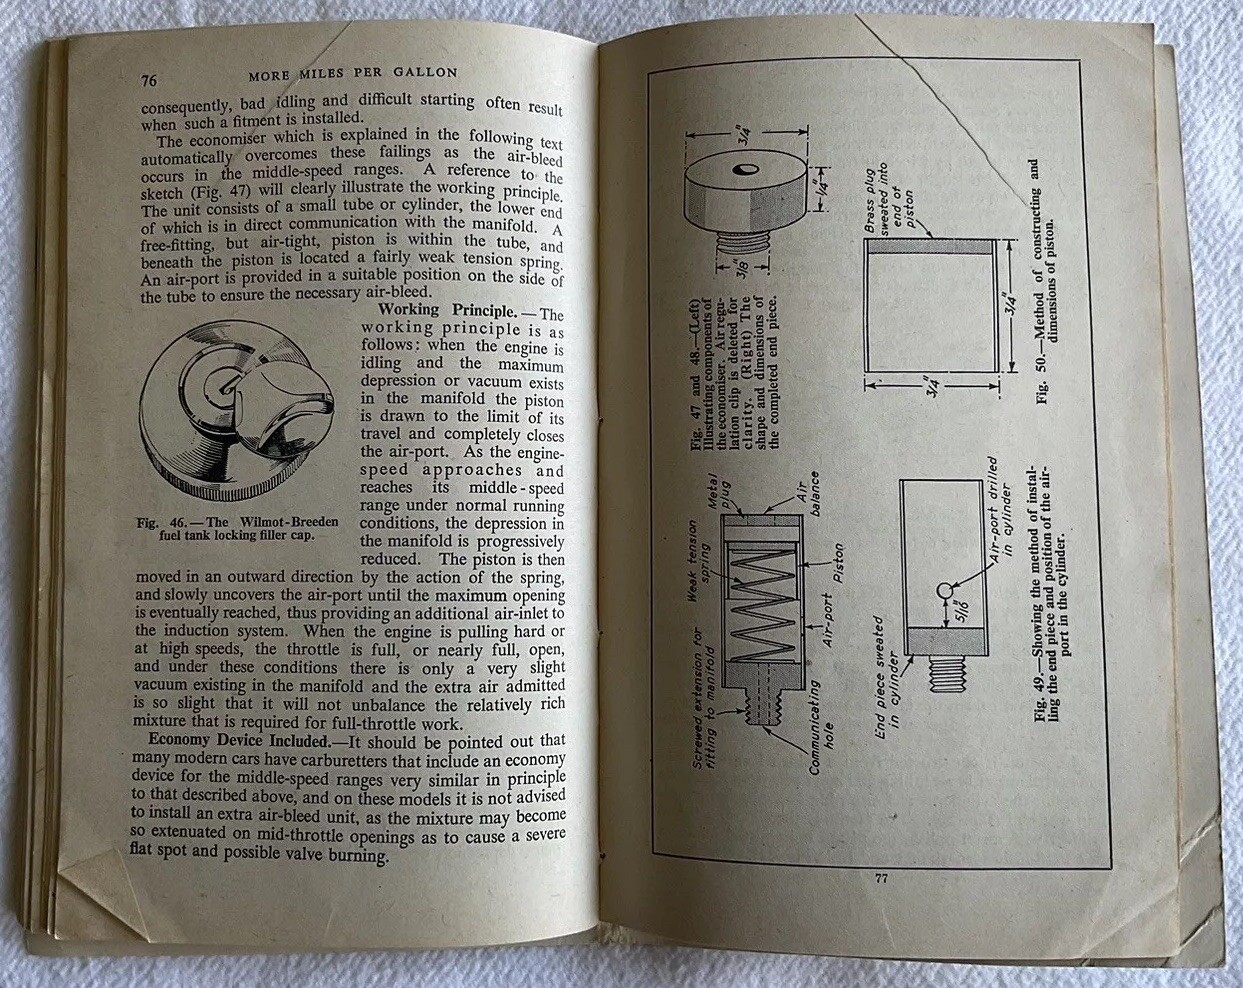 76
MORE MILES PER GALLON
consequently, bad idling and difficult starting often result
when such a fitment is installed.
The economiser which is explained in the following text
automatically overcomes these failings as the air-bleed
occurs in the middle-speed ranges. A reference to the
sketch (Fig. 47) will clearly illustrate the working principle.
The unit consists of a small tube or cylinder, the lower end
of which is in direct communication with the manifold. A
free-fitting, but air-tight, piston is within the tube, and
beneath the piston is located a fairly weak tension spring.
An air-port is provided in a suitable position on the side of
the tube to ensure the necessary air-bleed.
Working Principle. — The
working principle is as
follows: when the engine is
idling and the maximum
depression or vacuum exists
in the manifold the piston
is drawn to the limit of its
travel and completely closes
the air-port. As the engine-
speed approaches and
reaches its middle-speed
range under normal running
conditions, the depression in
the manifold is progressively
reduced. The piston is then
Fig. 46. — The Wilmot-Breeden
fuel tank locking filler cap.
moved in an outward direction by the action of the spring,
and slowly uncovers the air-port until the maximum opening
is eventually reached, thus providing an additional air-inlet to
the induction system. When the engine is pulling hard or
at high speeds, the throttle is full, or nearly full, open,
and under these conditions there is only a very slight
vacuum existing in the manifold and the extra air admitted
is so slight that it will not unbalance the relatively rich
mixture that is required for full-throttle work.
Economy Device Included.—It should be pointed out that
many modern cars have carburetters that include an economy
device for the middle-speed ranges very similar in principle
to that described above, and on these models it is not advised
to install an extra air-bleed unit, as the mixture may become
so extenuated on mid-throttle openings as to cause a severe
flat spot and possible valve burning.
Screwed extension for
fitting to manifold
Weak tension
spring
Metal
plug
Air
balance
Piston
Air-port
Communicating
hole
Fig. 47 and 48.—(Left)
Illustrating components of
the economiser. Air regu-
lation clip is deleted for
clarity. (Right) The
shape and dimensions of
the completed end piece.
3/4"
1/4"
3/8"
End piece sweated
in cylinder
5/16"
Air-port drilled
in cylinder
Fig. 49.—Showing the method of instal-
ling the end piece and position of the air-
port in the cylinder.
Brass plug
sweated into
end of
piston
3/4"
3/4"
Fig. 50.—Method of constructing and
dimensions of piston.
77